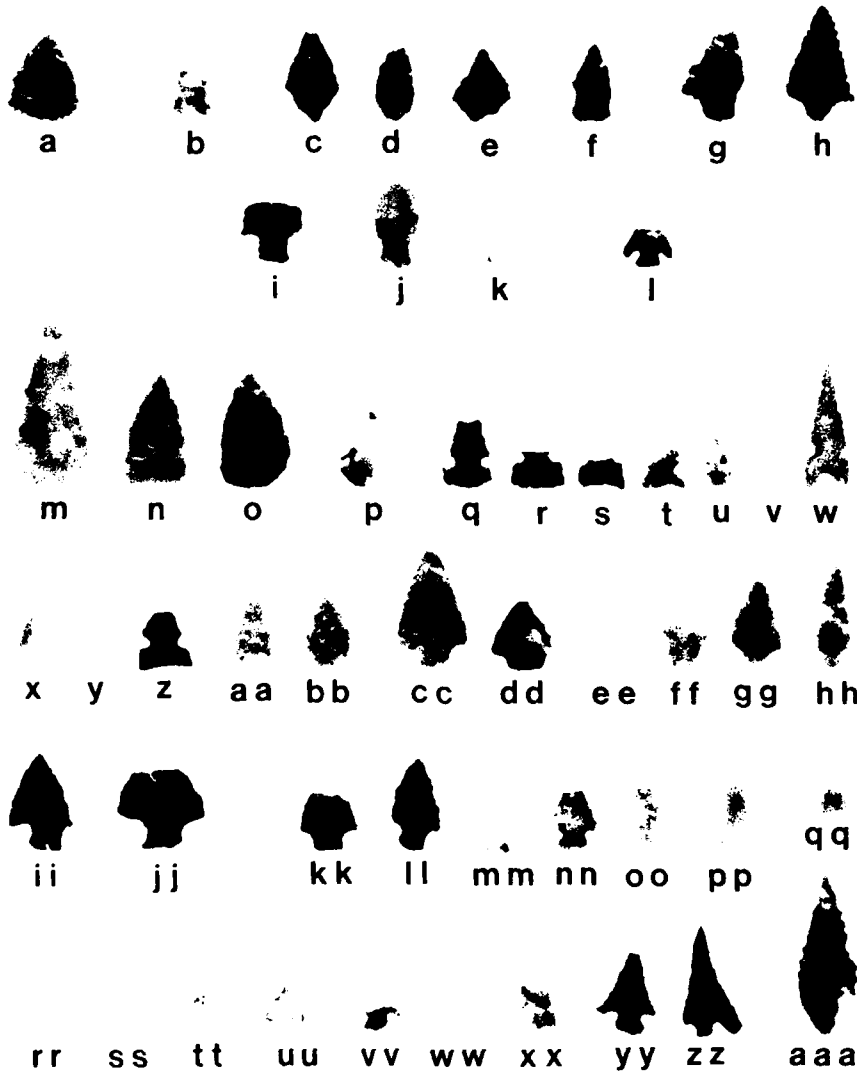 a b c d e f g h
i j k l
m n o p q r s t u v w
x y z aa bb cc dd ee ff gg hh
ii jj kk ll mm nn oo pp qq
rr ss tt uu vv ww xx yy zz aaa